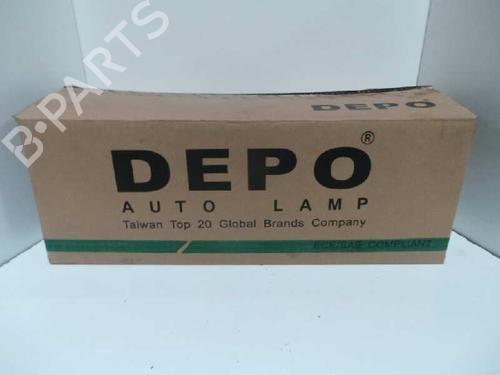 DEPO
DEPO®
AUTO LAMP
Taiwan Top 20 Global Brands Company
ECE/SAE COMPLIANT
B-PARTS